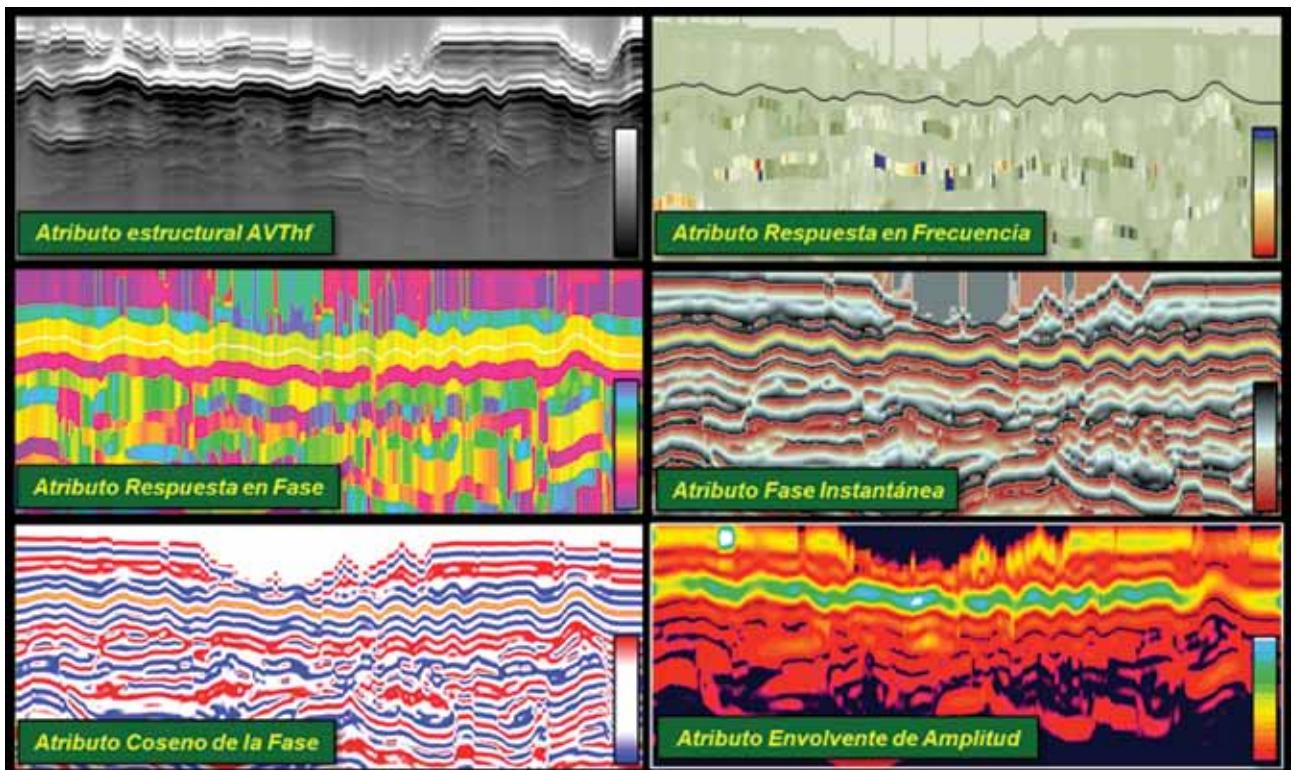 Atributo estructural AVThf
Atributo Respuesta en Frecuencia
Atributo Respuesta en Fase
Atributo Fase Instantánea
Atributo Coseno de la Fase
Atributo Envolvente de Amplitud